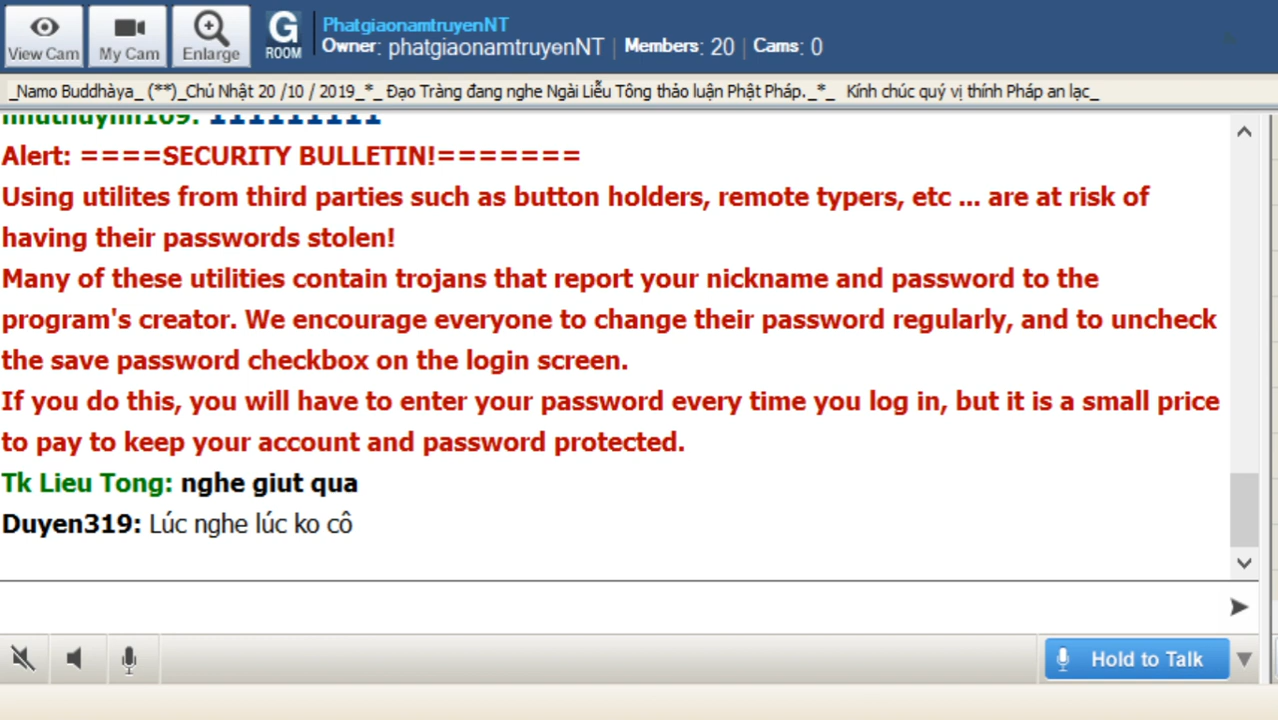 View Cam
My Cam
Enlarge
G
ROOM
PhatgiaonamtruyenNT
Owner: phatgiaonamtruyenNT | Members: 20 | Cams: 0
_Namo Buddhàya_ (**)_Chủ Nhật 20 /10 / 2019_*_ Đạo Tràng đang nghe Ngài Liễu Tông thảo luận Phật Pháp._*_ Kính chúc quý vị thính Pháp an lạc_
Alert: ====SECURITY BULLETIN!=======
Using utilites from third parties such as button holders, remote typers, etc ... are at risk of
having their passwords stolen!
Many of these utilities contain trojans that report your nickname and password to the
program's creator. We encourage everyone to change their password regularly, and to uncheck
the save password checkbox on the login screen.
If you do this, you will have to enter your password every time you log in, but it is a small price
to pay to keep your account and password protected.
Tk Lieu Tong: nghe giut qua
Duyen319: Lúc nghe lúc ko cô
Hold to Talk